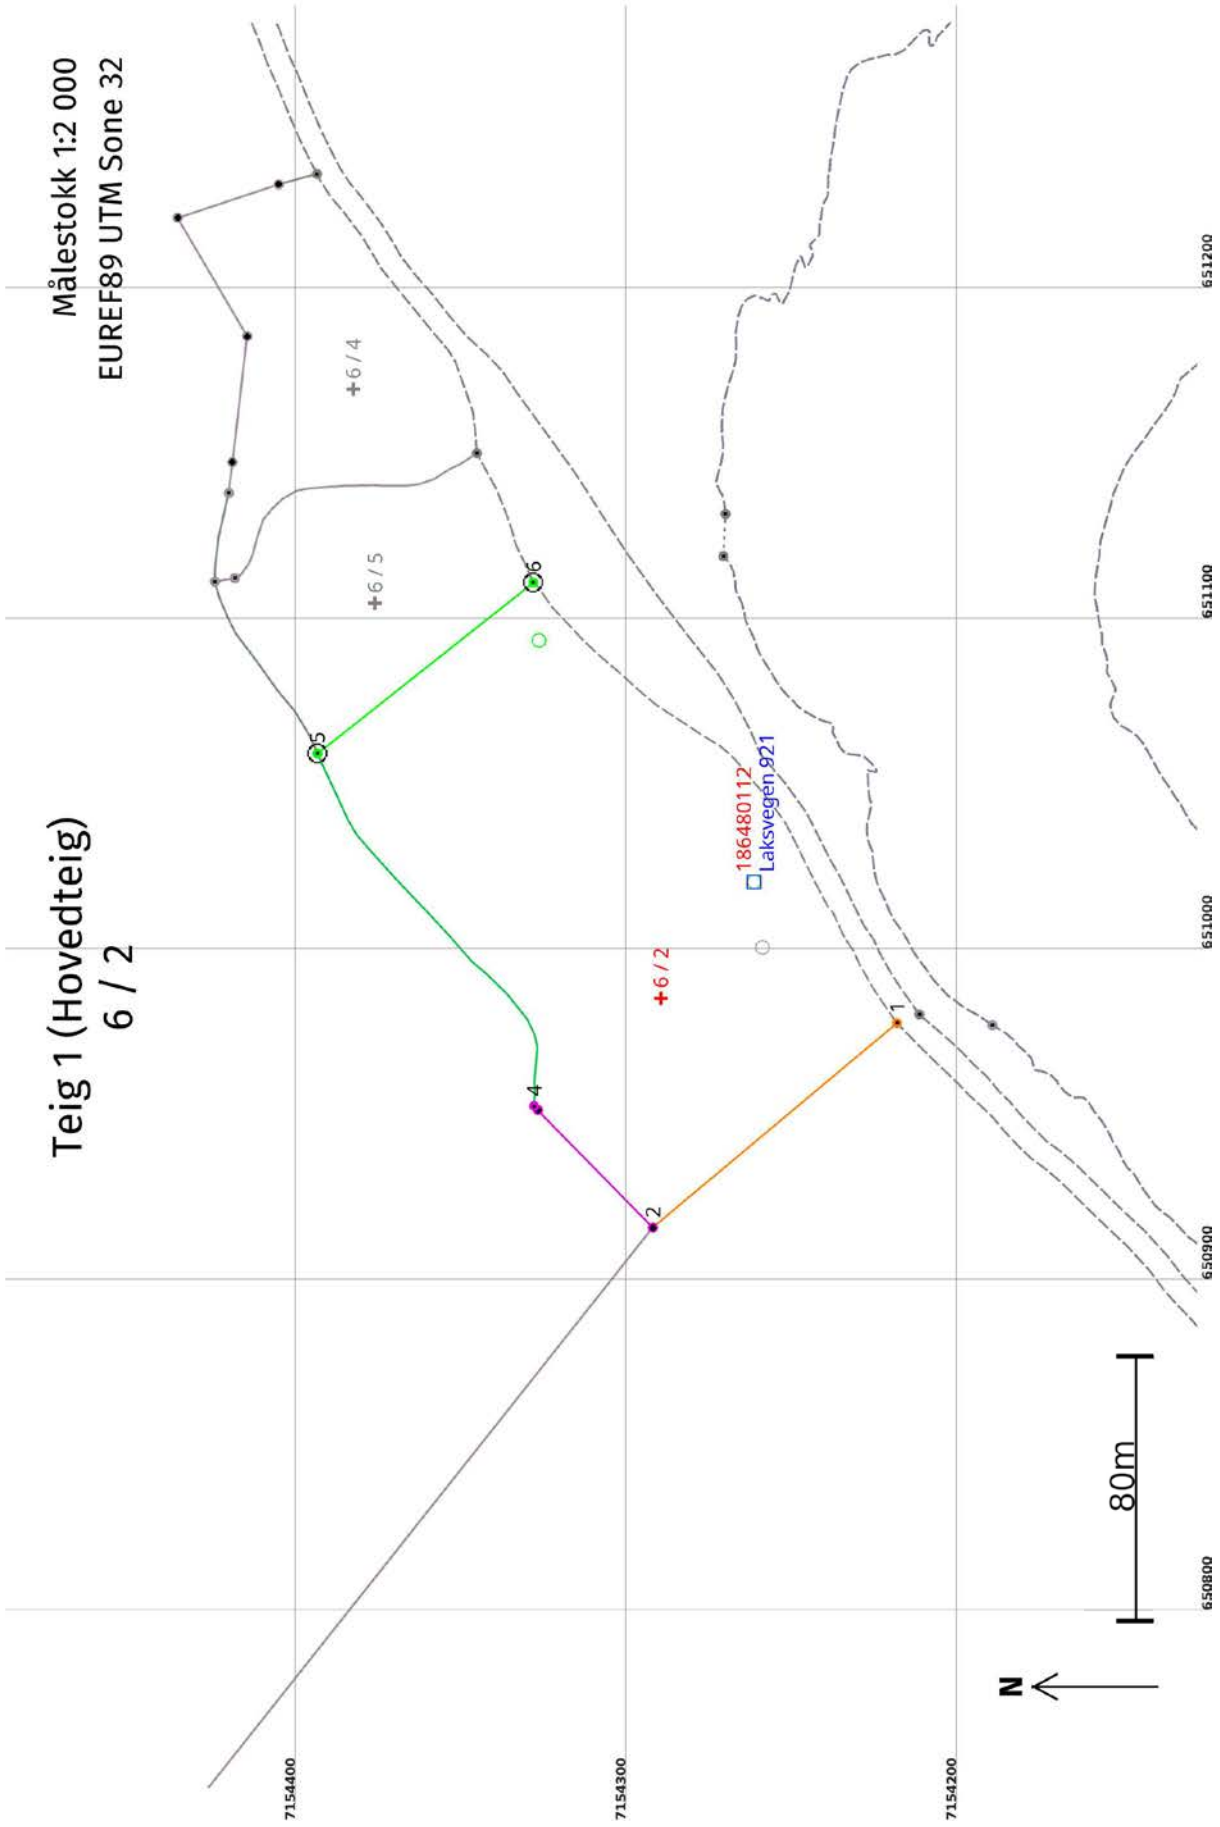 Teig 1 (Hovedteig)
6 / 2
Målestokk 1:2 000
EUREF89 UTM Sone 32
6 / 4
6 / 5
5
6
4
2
1
186480112
Laksvegen 921
6 / 2
80m
N
7154400
7154300
7154200
650800
650900
651000
651100
651200